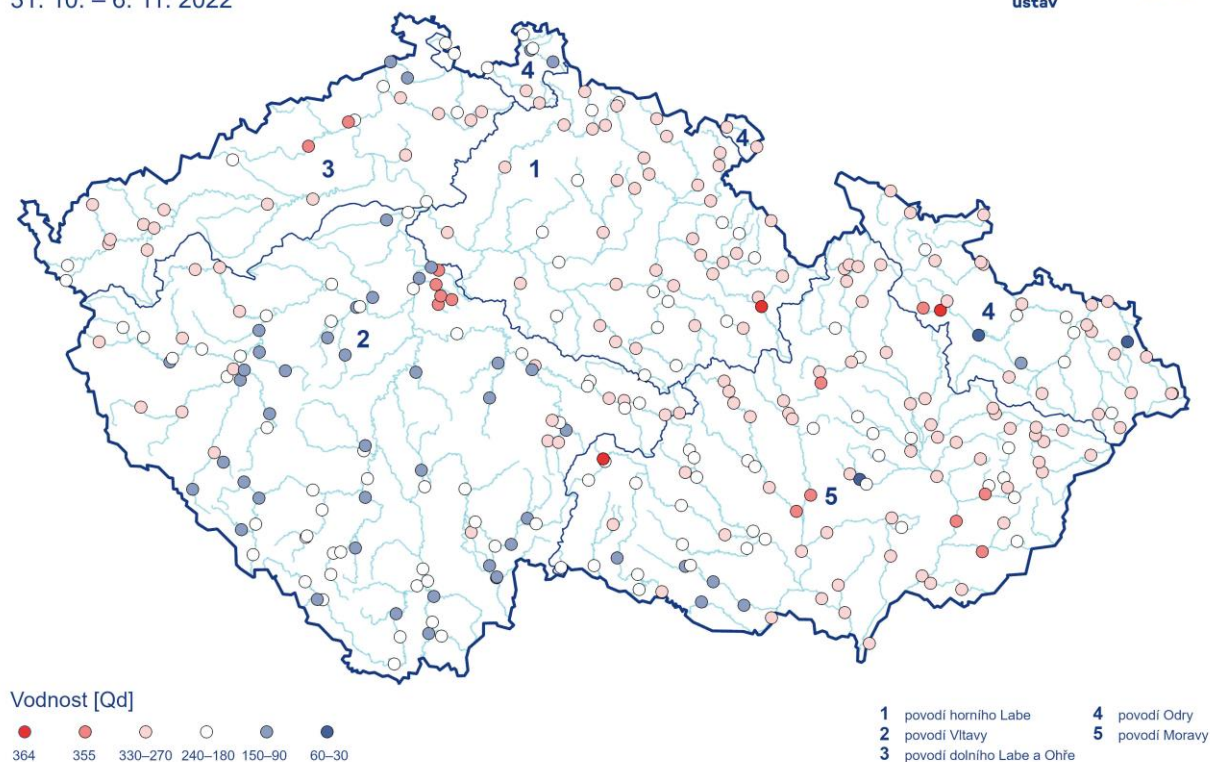 31. 10. – 6. 11. 2022
ústav
4
4
3
1
2
4
5
Vodnost [Qd]
364 355 330–270 240–180 150–90 60–30
1 povodí horního Labe
2 povodí Vltavy
3 povodí dolního Labe a Ohře
4 povodí Odry
5 povodí Moravy